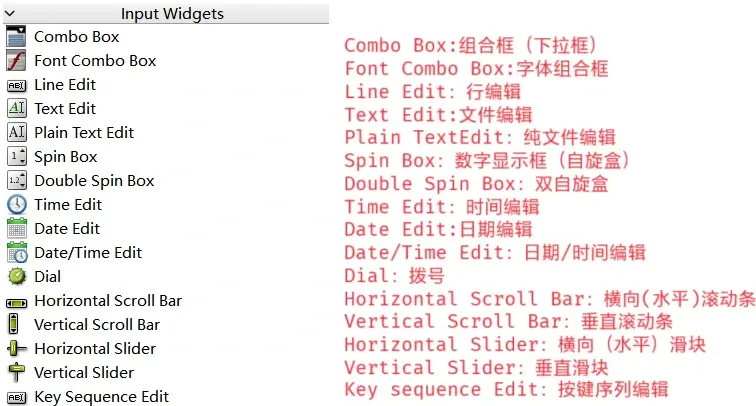 Input Widgets
Combo Box
Font Combo Box
Line Edit
Text Edit
Plain Text Edit
Spin Box
Double Spin Box
Time Edit
Date Edit
Date/Time Edit
Dial
Horizontal Scroll Bar
Vertical Scroll Bar
Horizontal Slider
Vertical Slider
Key Sequence Edit
Combo Box:组合框（下拉框）
Font Combo Box:字体组合框
Line Edit: 行编辑
Text Edit:文件编辑
Plain TextEdit: 纯文件编辑
Spin Box: 数字显示框（自旋盒）
Double Spin Box: 双自旋盒
Time Edit: 时间编辑
Date Edit:日期编辑
Date/Time Edit: 日期/时间编辑
Dial: 拨号
Horizontal Scroll Bar: 横向(水平)滚动条
Vertical Scroll Bar: 垂直滚动条
Horizontal Slider: 横向（水平）滑块
Vertical Slider: 垂直滑块
Key sequence Edit: 按键序列编辑